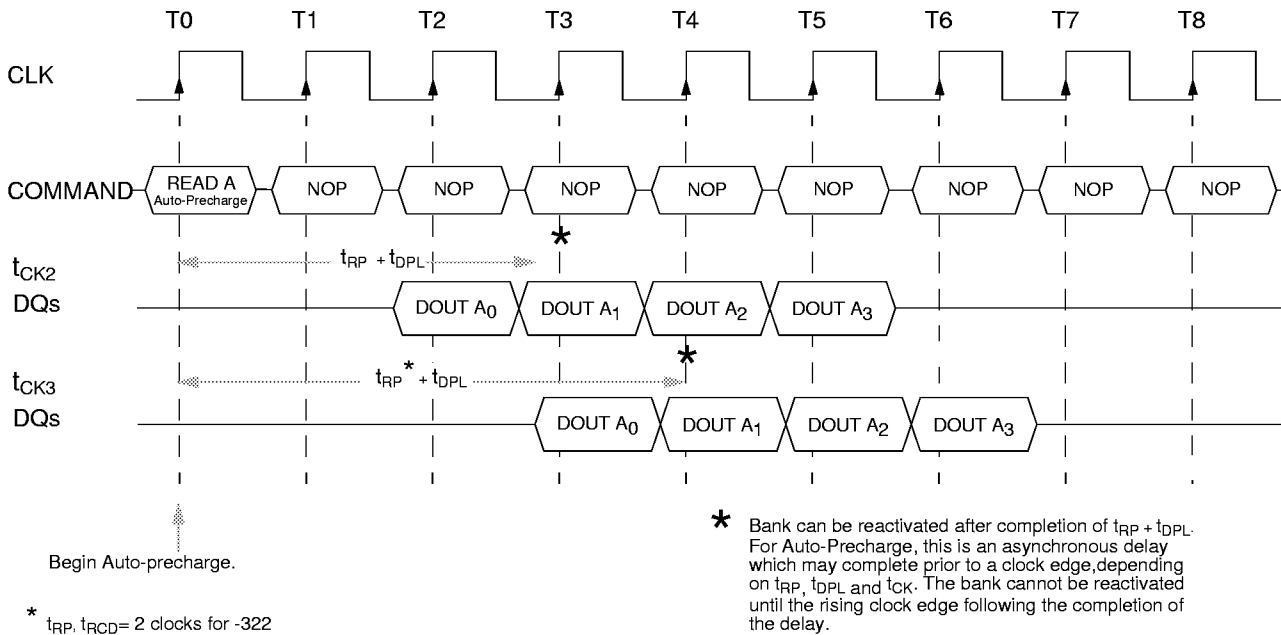 T0 T1 T2 T3 T4 T5 T6 T7 T8
CLK
COMMAND
READ A
Auto-Precharge
NOP NOP NOP NOP NOP NOP NOP NOP
*
tRP + tDPL
tCK2
DQs
DOUT A0 DOUT A1 DOUT A2 DOUT A3
*
tRP* + tDPL
tCK3
DQs
DOUT A0 DOUT A1 DOUT A2 DOUT A3
Begin Auto-precharge.
* tRP, tRCD= 2 clocks for -322
* Bank can be reactivated after completion of tRP + tDPL.
For Auto-Precharge, this is an asynchronous delay
which may complete prior to a clock edge,depending
on tRP, tDPL and tCK. The bank cannot be reactivated
until the rising clock edge following the completion of
the delay.